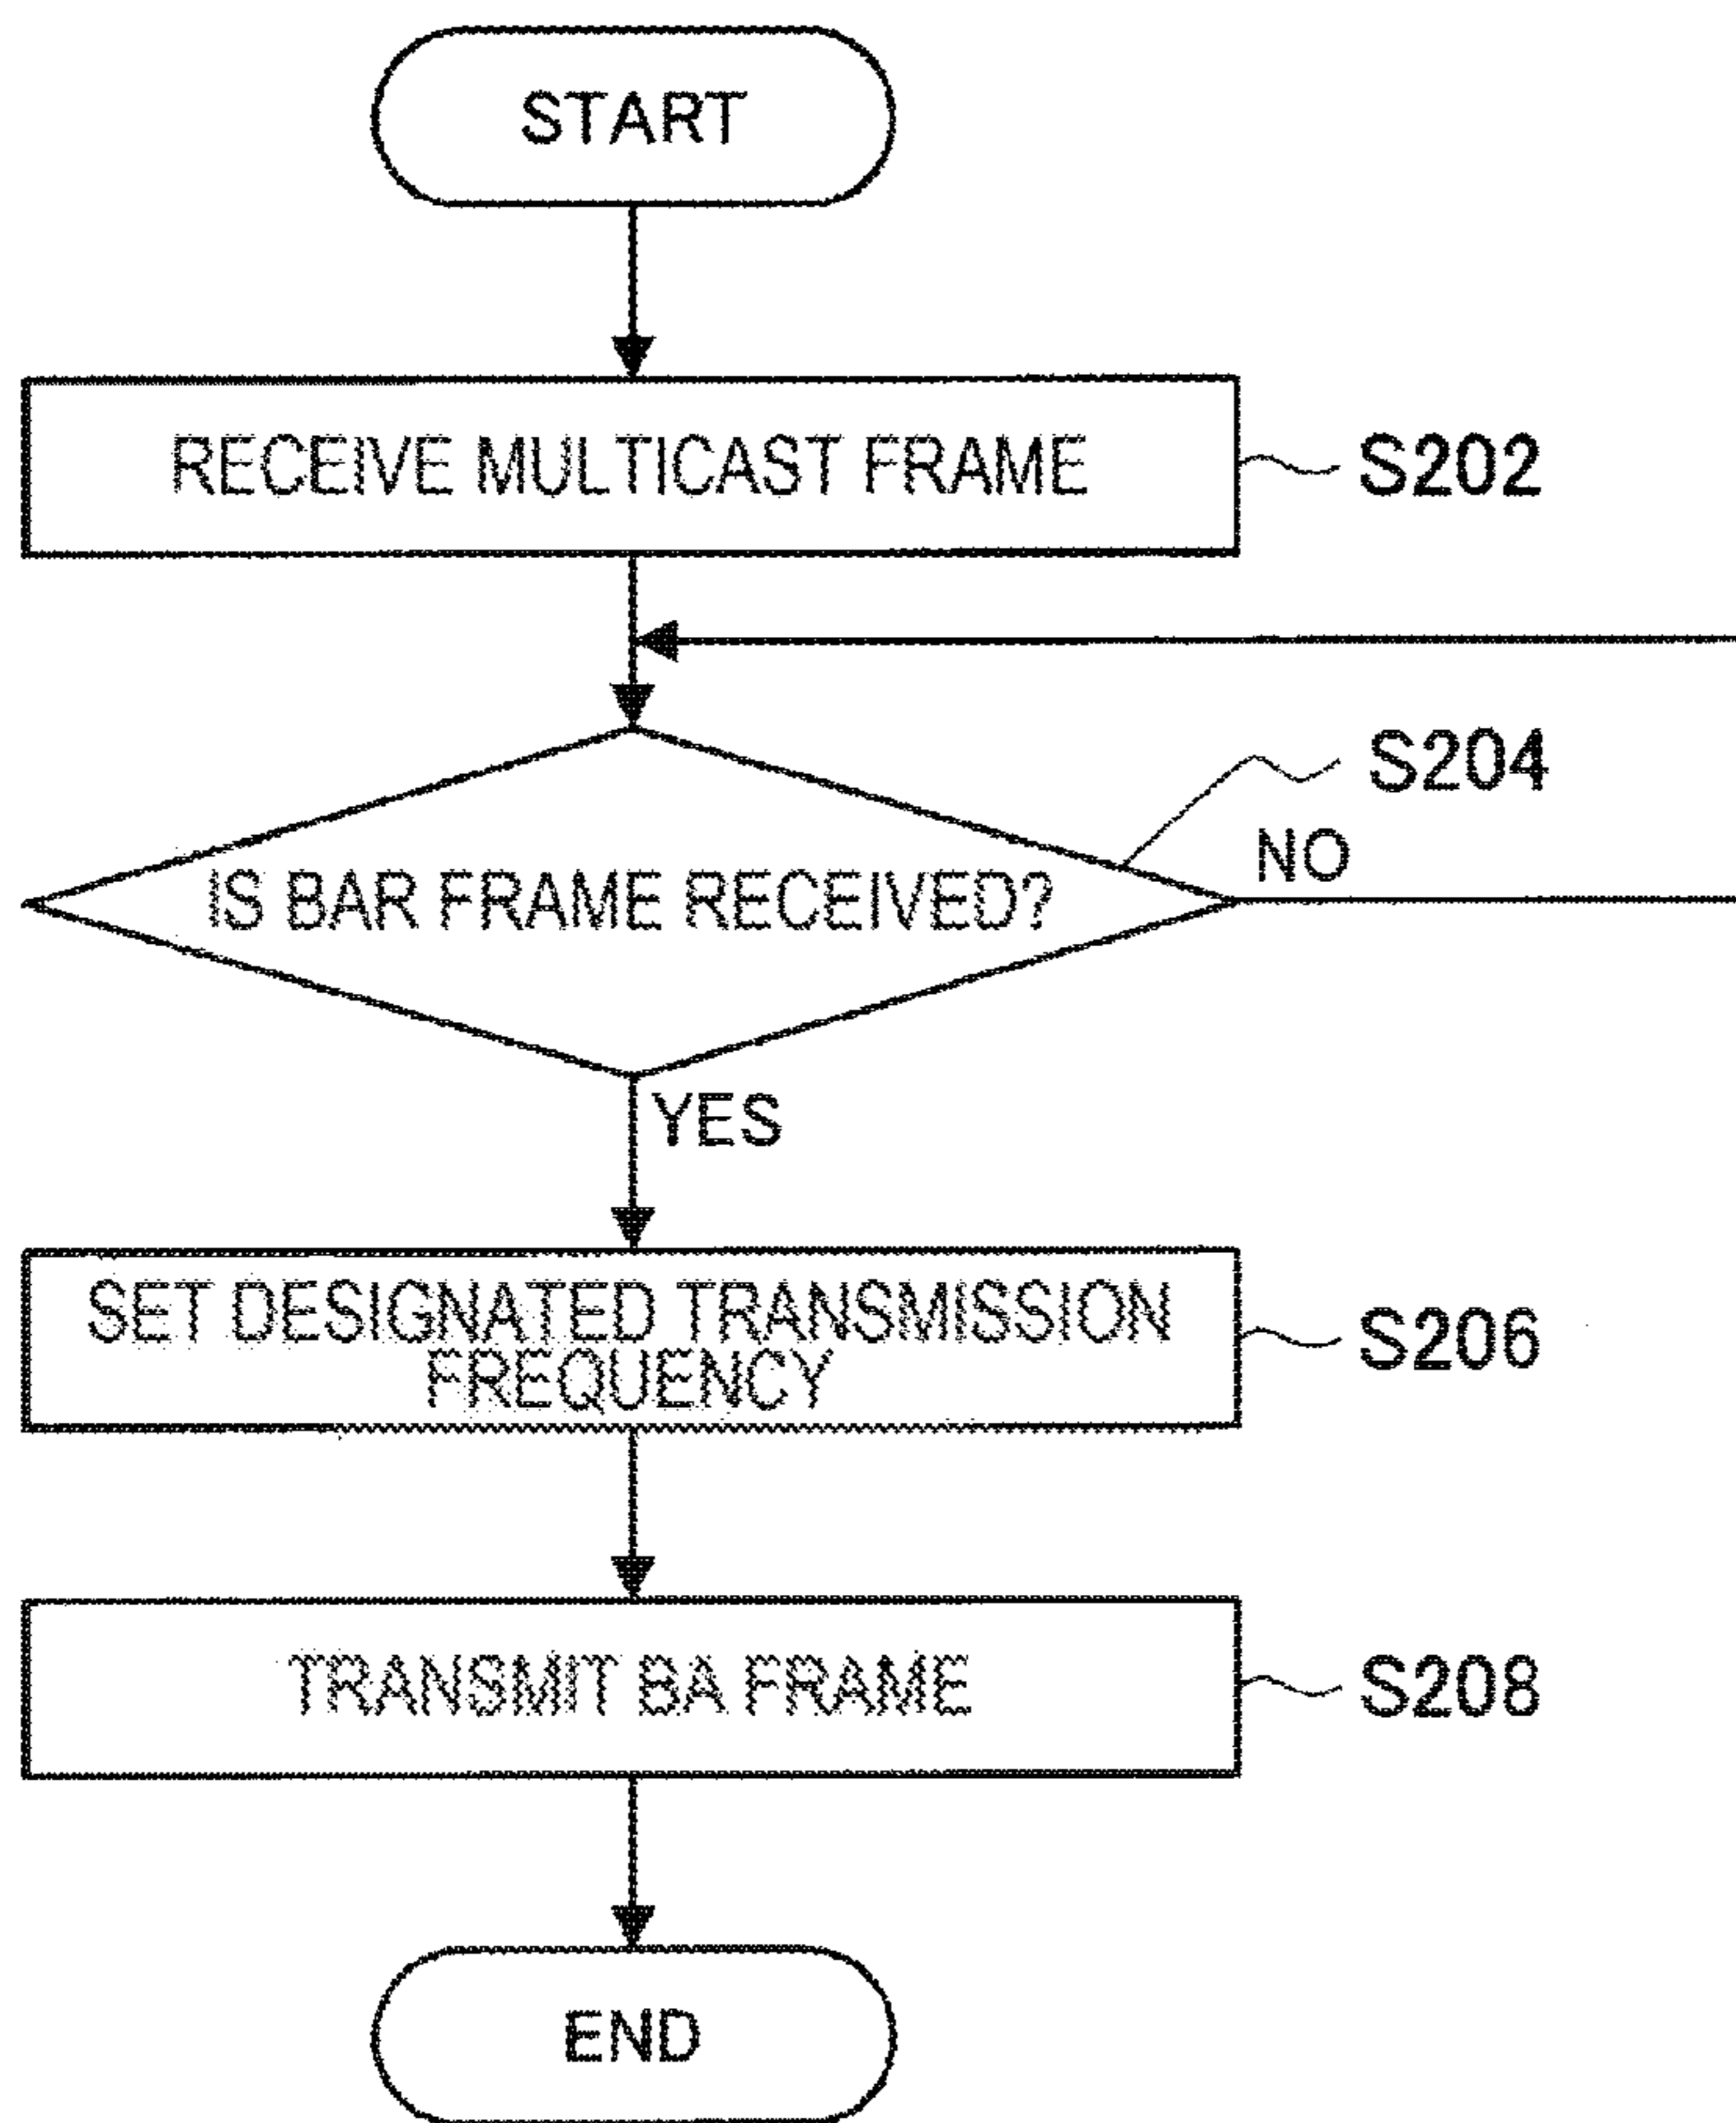 START
RECEIVE MULTICAST FRAME
S202
S204
NO
IS BAR FRAME RECEIVED?
YES
SET DESIGNATED TRANSMISSION
FREQUENCY
S206
TRANSMIT BA FRAME
S208
END